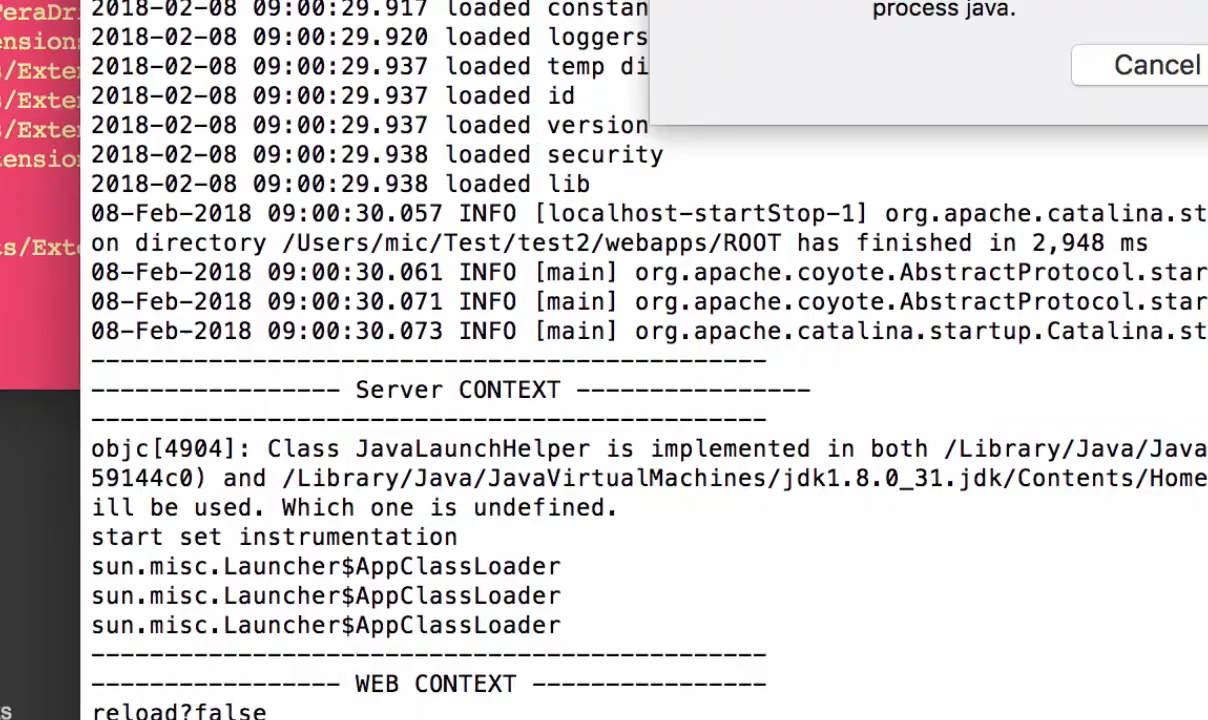 2018-02-08 09:00:29.917 loaded constan
2018-02-08 09:00:29.920 loaded loggers
2018-02-08 09:00:29.937 loaded temp di
2018-02-08 09:00:29.937 loaded id
2018-02-08 09:00:29.937 loaded version
2018-02-08 09:00:29.938 loaded security
2018-02-08 09:00:29.938 loaded lib
08-Feb-2018 09:00:30.057 INFO [localhost-startStop-1] org.apache.catalina.st
on directory /Users/mic/Test/test2/webapps/ROOT has finished in 2,948 ms
08-Feb-2018 09:00:30.061 INFO [main] org.apache.coyote.AbstractProtocol.star
08-Feb-2018 09:00:30.071 INFO [main] org.apache.coyote.AbstractProtocol.star
08-Feb-2018 09:00:30.073 INFO [main] org.apache.catalina.startup.Catalina.st
----------------------------------------------
----------------- Server CONTEXT ----------------
----------------------------------------------
objc[4904]: Class JavaLaunchHelper is implemented in both /Library/Java/Java
59144c0) and /Library/Java/JavaVirtualMachines/jdk1.8.0_31.jdk/Contents/Home
ill be used. Which one is undefined.
start set instrumentation
sun.misc.Launcher$AppClassLoader
sun.misc.Launcher$AppClassLoader
sun.misc.Launcher$AppClassLoader
----------------------------------------------
----------------- WEB CONTEXT ----------------
reload?false
process java.
Cancel
TeraDri
ensions
s/Exter
s/Exter
s/Exter
tension
ts/Exte
ts